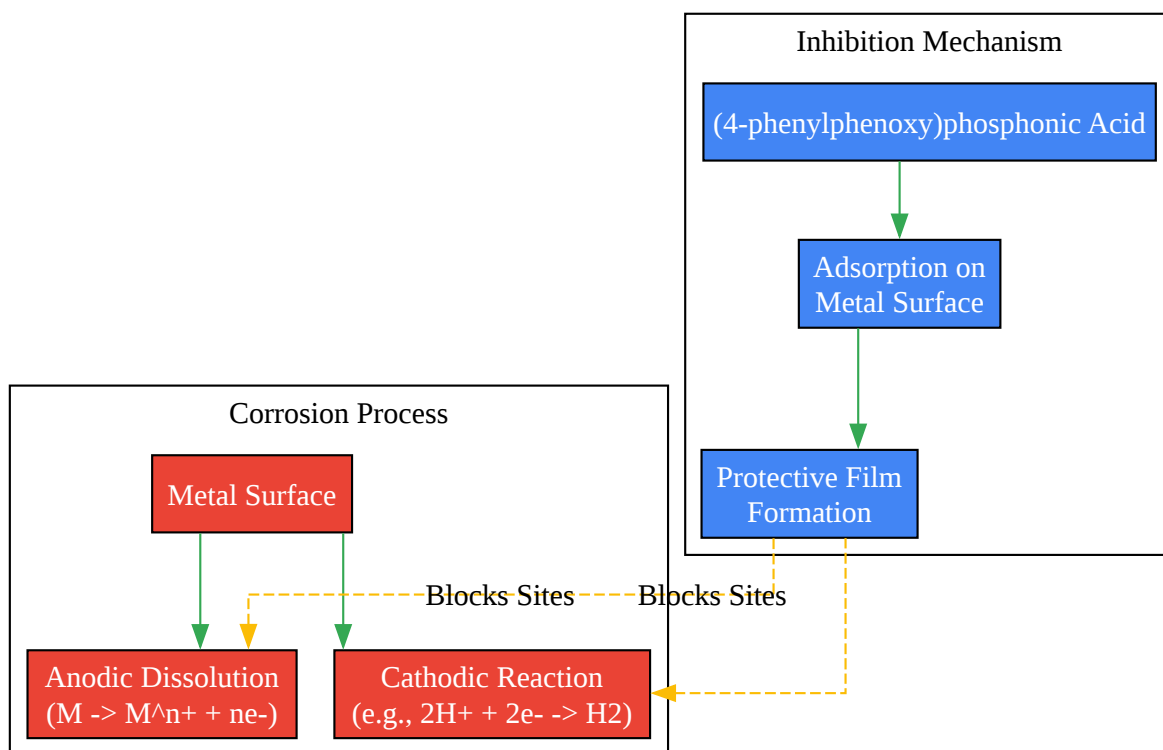 Inhibition Mechanism
(4-phenylphenoxy)phosphonic Acid
Adsorption on
Metal Surface
Protective Film
Formation
Corrosion Process
Metal Surface
Blocks Sites
Blocks Sites
Anodic Dissolution
(M -> M^n+ + ne-)
Cathodic Reaction
(e.g., 2H+ + 2e- -> H2)